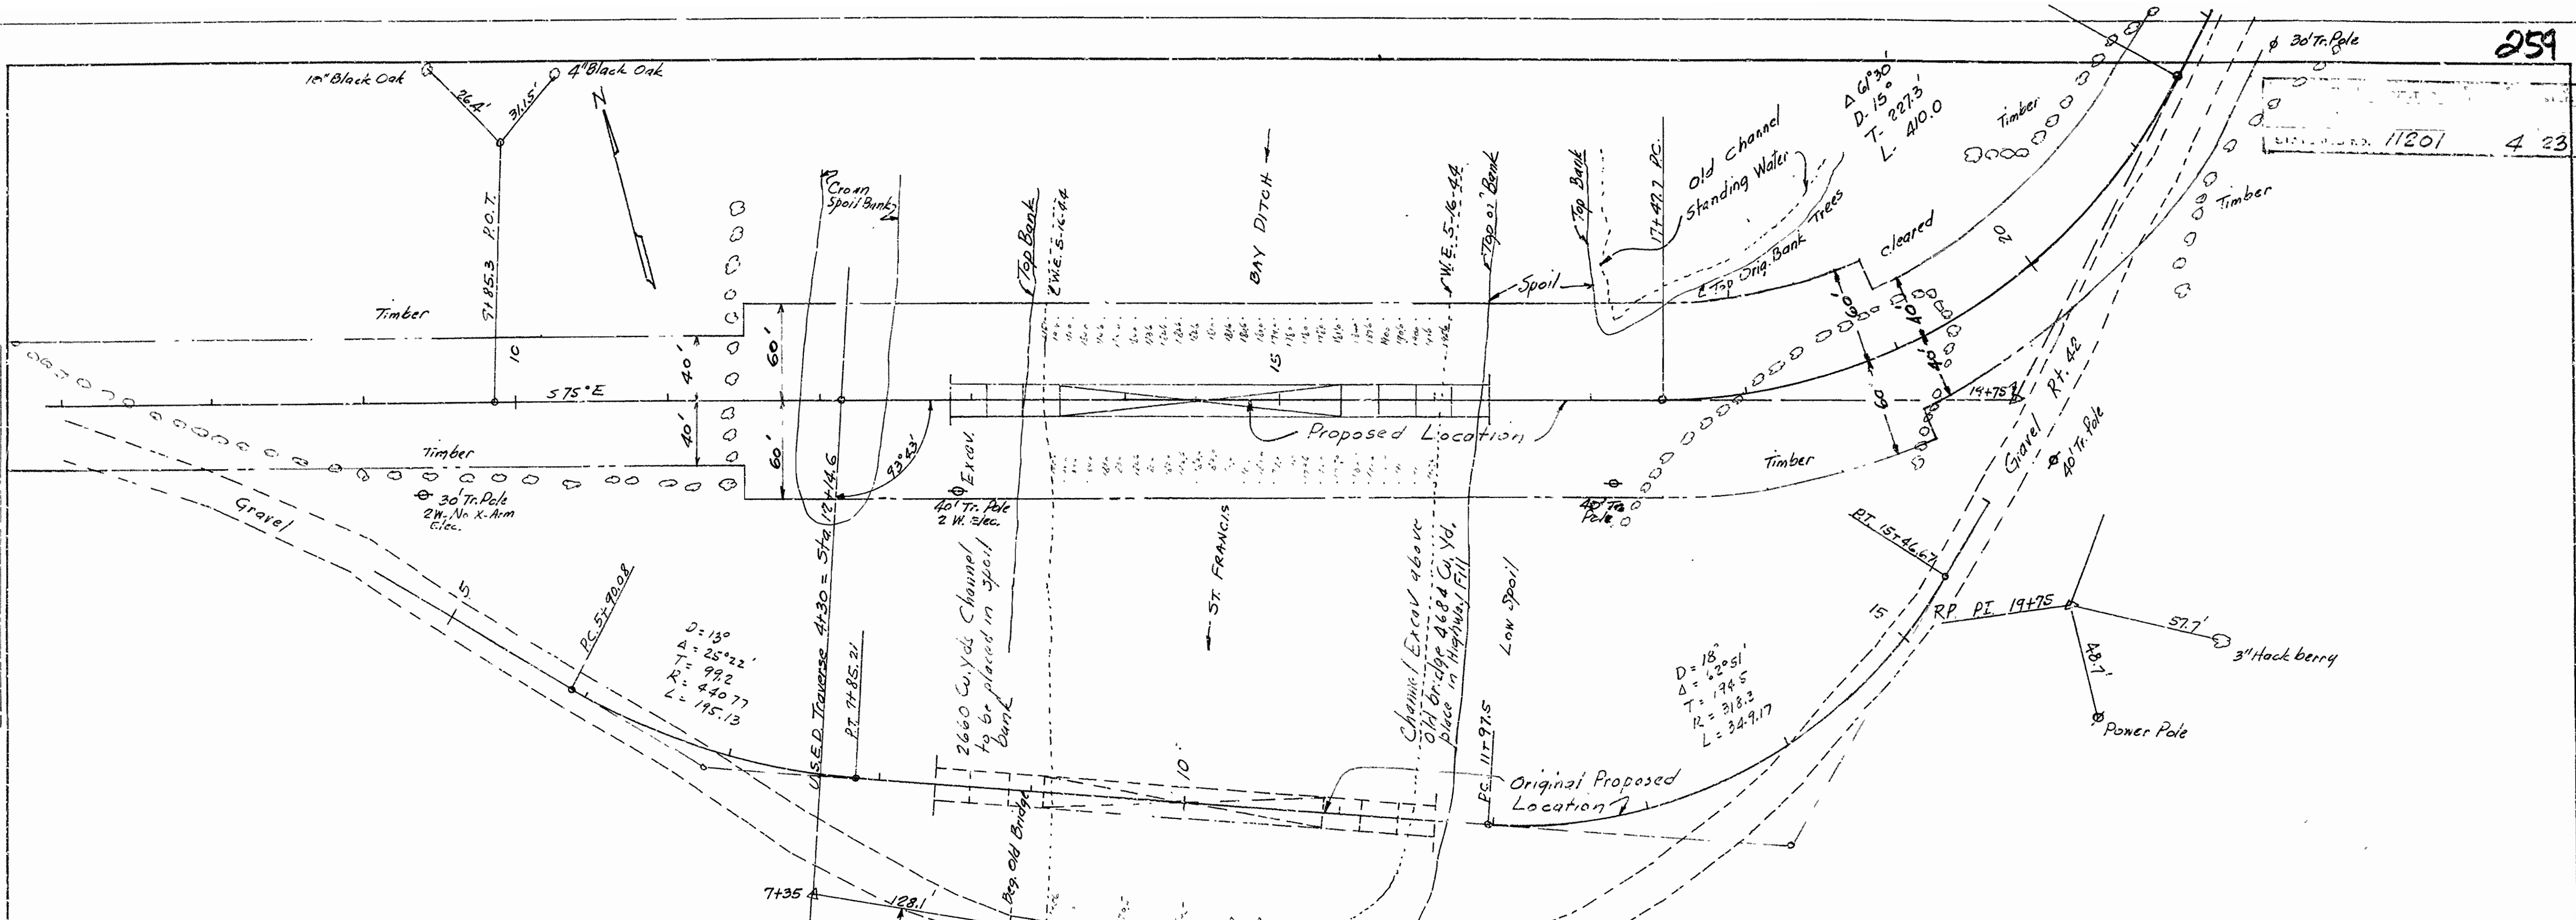 259
11201 4 23
10" Black Oak
4" Black Oak
26.4'
31.15'
N
30' Tr. Pole
9+85.3 P.O.T.
Crown
Spoil Bank
Top Bank
W.E. 5-16-44
BAY DITCH
W.E. 5-16-44
Top of Bank
Top Bank
17+47.7 P.C.
Old Channel
Standing Water
Δ 61°30'
D. 15°
T- 227.3'
L- 410.0
Timber
Timber
Trees
Top Orig. Bank
cleared
20
Spoil
Timber
10
40'
60'
15
60'
40'
40'
60
S 75° E
19+75
40'
60'
Proposed Location
93°43'
Timber
Timber
Gravel Rt. 42
40' Tr. Pole
30' Tr. Pole
2 W. No X-Arm
Elec.
Excav.
40' Tr. Pole
2 W. Elec.
40' Tr.
Pole
Gravel
5
P.C. 5+90.08
D = 13°
Δ = 25°22'
T = 99.2
R = 440.77
L = 195.13
U.S.E.D. Traverse 4+30 = Sta. 12+14.6
P.T. 7+85.21'
2660 Cu. Yds Channel
to be placed in spoil
bank
ST. FRANCIS
Channel Excav above
old bridge 4684 Cu. Yd.
place in Highway Fill
Low Spoil
P.T. 15+46.67
15
RP. PI. 19+75
57.7'
3" Hackberry
48.7'
Power Pole
D = 18°
Δ = 62°51'
T = 194.5
R = 318.3
L = 349.17
P.C. 11+97.5
10
Original Proposed
Location
Beg. Old Bridge
7+35
128.1'